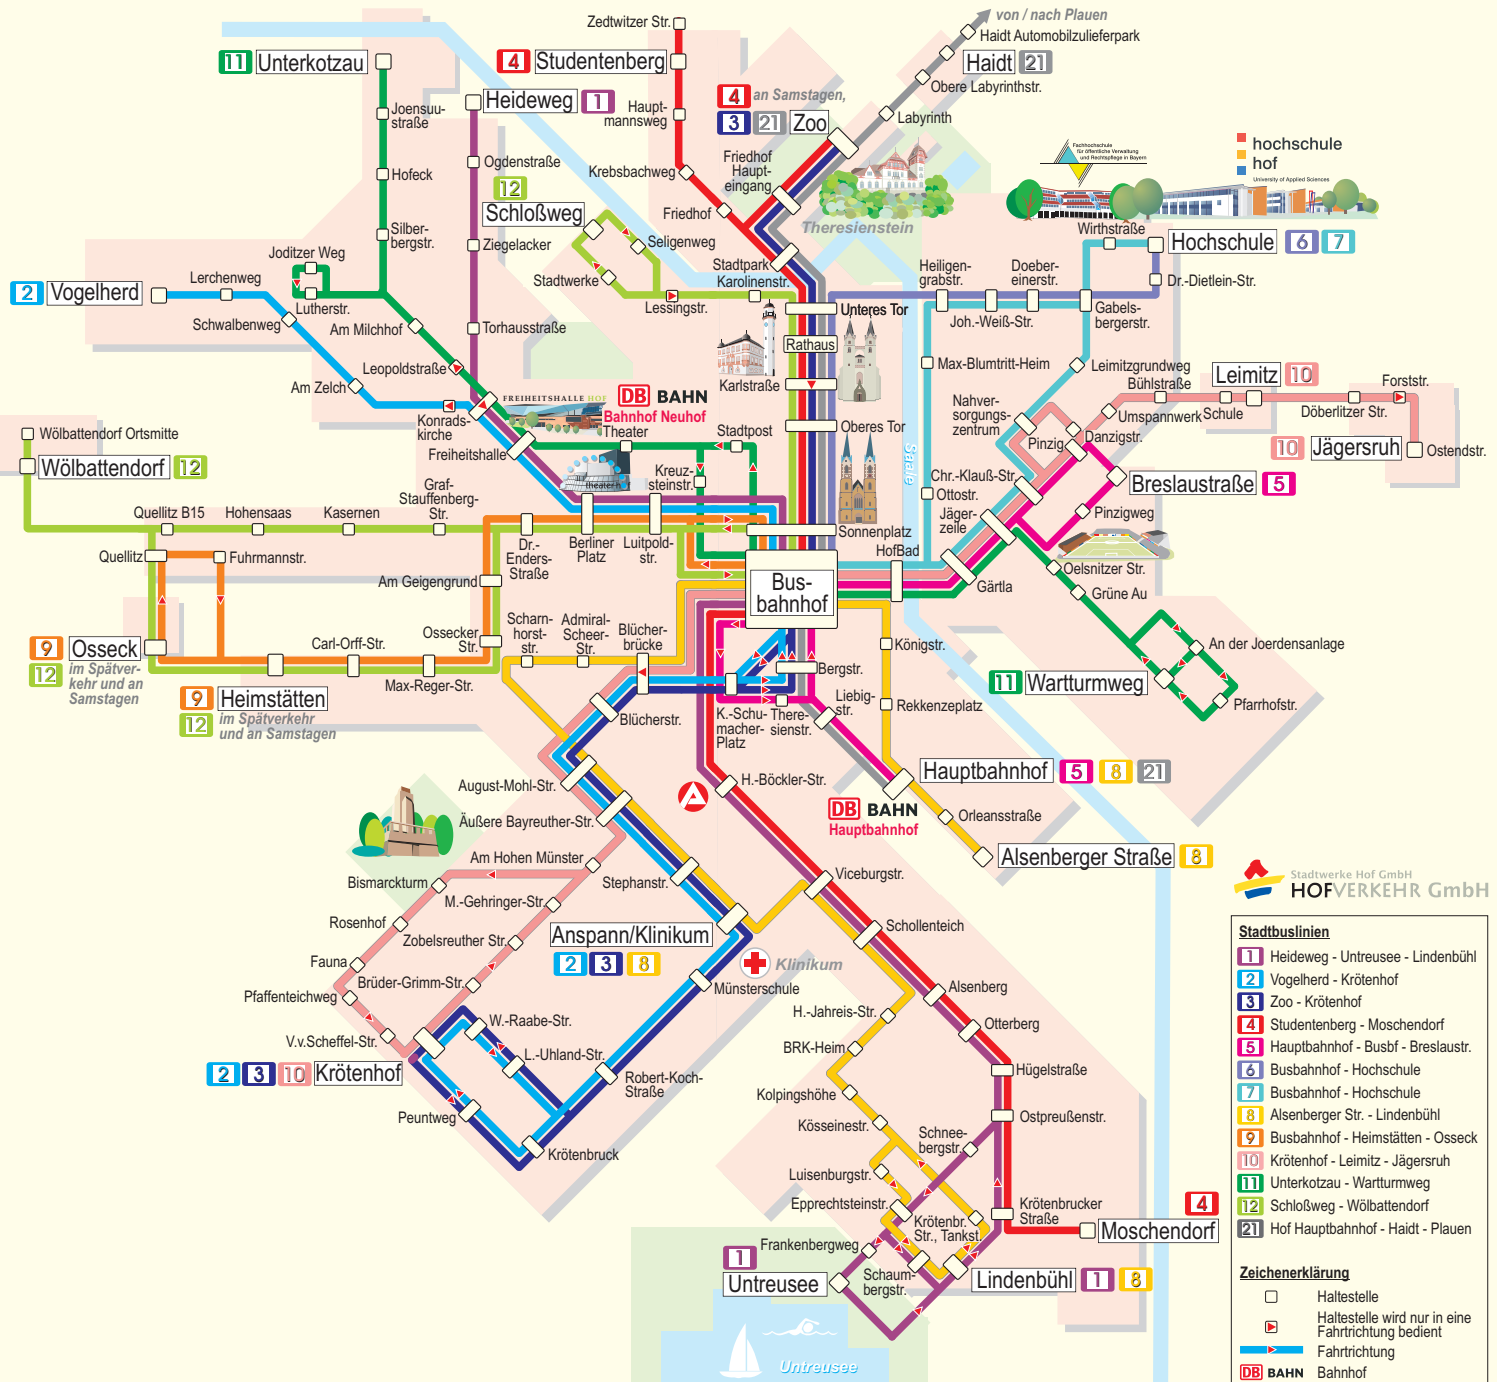 von / nach Plauen
Haidt Automobilzulieferpark
Haidt 21
Obere Labyrinthstr.
Labyrinth
Zedtwitzer Str.
4 Studentenberg
Haupt-
mannsweg
Krebsbachweg
Friedhof
4 an Samstagen,
3 21 Zoo
Friedhof
Haupt-
eingang
Theresienstein
Stadtpark
Karolinenstr.
11 Unterkotzau
Joensuu-
straße
Hofeck
Silber-
bergstr.
Joditzer Weg
Lutherstr.
Am Milchhof
Leopoldstraße
Heideweg 1
Ogdenstraße
12
Schloßweg
Ziegelacker
Seligenweg
Stadtwerke
Lessingstr.
Torhausstraße
2 Vogelherd
Lerchenweg
Schwalbenweg
Am Zelch
Konrads-
kirche
Freiheitshalle
FREIHEITSHALLE HOF
DB BAHN
Bahnhof Neuhof
Theater
theaterh
Stadtpost
Kreuz-
steinstr.
Unteres Tor
Rathaus
Karlstraße
Oberes Tor
Sonnenplatz
HofBad
Bus-
bahnhof
Saale
Fachhochschule
für öffentliche Verwaltung
und Rechtspflege in Bayern
hochschule
hof
University of Applied Sciences
Wirthstraße
Hochschule 6 7
Dr.-Dietlein-Str.
Heiligen-
grabstr.
Doeber-
einerstr.
Joh.-Weiß-Str.
Gabels-
bergerstr.
Max-Blumtritt-Heim
Leimitzgrundweg
Bühlstraße
Leimitz 10
Forststr.
Nahver-
sorgungs-
zentrum
Umspannwerk
Schule
Döberlitzer Str.
Pinzig
Danzigstr.
10 Jägersruh
Ostendstr.
Chr.-Klauß-Str.
Ottostr.
Jäger-
zeile
Breslaustraße 5
Pinzigweg
Gärtla
Oelsnitzer Str.
Grüne Au
An der Joerdensanlage
11 Wartturmweg
Pfarrhofstr.
Wölbattendorf Ortsmitte
Wölbattendorf 12
Quellitz B15
Hohensaas
Kasernen
Graf-
Stauffenberg-
Str.
Quellitz
Fuhrmannstr.
Dr.-
Enders-
Straße
Berliner
Platz
Luitpold-
str.
Am Geigengrund
Ossecker
Str.
Carl-Orff-Str.
Max-Reger-Str.
9 Osseck
12 im Spätver-
kehr und an
Samstagen
9 Heimstätten
12 im Spätverkehr
und an Samstagen
Scharn-
horst-
str.
Admiral-
Scheer-
Str.
Blücher-
brücke
Blücherstr.
K.-Schu-
macher-
Platz
There-
sienstr.
Bergstr.
Liebig-
str.
Königstr.
Rekkenzeplatz
Hauptbahnhof 5 8 21
DB BAHN
Hauptbahnhof
Orleansstraße
Alsenberger Straße 8
H.-Böckler-Str.
August-Mohl-Str.
Äußere Bayreuther-Str.
Am Hohen Münster
Stephanstr.
Bismarckturm
M.-Gehringer-Str.
Rosenhof
Zobelsreuther Str.
Fauna
Brüder-Grimm-Str.
Pfaffenteichweg
V.v.Scheffel-Str.
2 3 10 Krötenhof
W.-Raabe-Str.
L.-Uhland-Str.
Peuntweg
Krötenbruck
Robert-Koch-
Straße
Münsterschule
Anspann/Klinikum
2 3 8
Klinikum
Viceburgstr.
Schollenteich
Alsenberg
Otterberg
Hügelstraße
Ostpreußenstr.
H.-Jahreis-Str.
BRK-Heim
Kolpingshöhe
Kösseinestr.
Schnee-
bergstr.
Luisenburgstr.
Epprechtsteinstr.
Krötenbr.
Str., Tankst.
Krötenbrucker
Straße
4
Moschendorf
Frankenbergweg
1
Untreusee
Schaum-
bergstr.
Lindenbühl 1 8
Untreusee
Stadtwerke Hof GmbH
HOFVERKEHR GmbH
Stadtbuslinien
1 Heideweg - Untreusee - Lindenbühl
2 Vogelherd - Krötenhof
3 Zoo - Krötenhof
4 Studentenberg - Moschendorf
5 Hauptbahnhof - Busbf - Breslaustr.
6 Busbahnhof - Hochschule
7 Busbahnhof - Hochschule
8 Alsenberger Str. - Lindenbühl
9 Busbahnhof - Heimstätten - Osseck
10 Krötenhof - Leimitz - Jägersruh
11 Unterkotzau - Wartturmweg
12 Schloßweg - Wölbattendorf
21 Hof Hauptbahnhof - Haidt - Plauen
Zeichenerklärung
Haltestelle
Haltestelle wird nur in eine
Fahrtrichtung bedient
Fahrtrichtung
DB BAHN Bahnhof